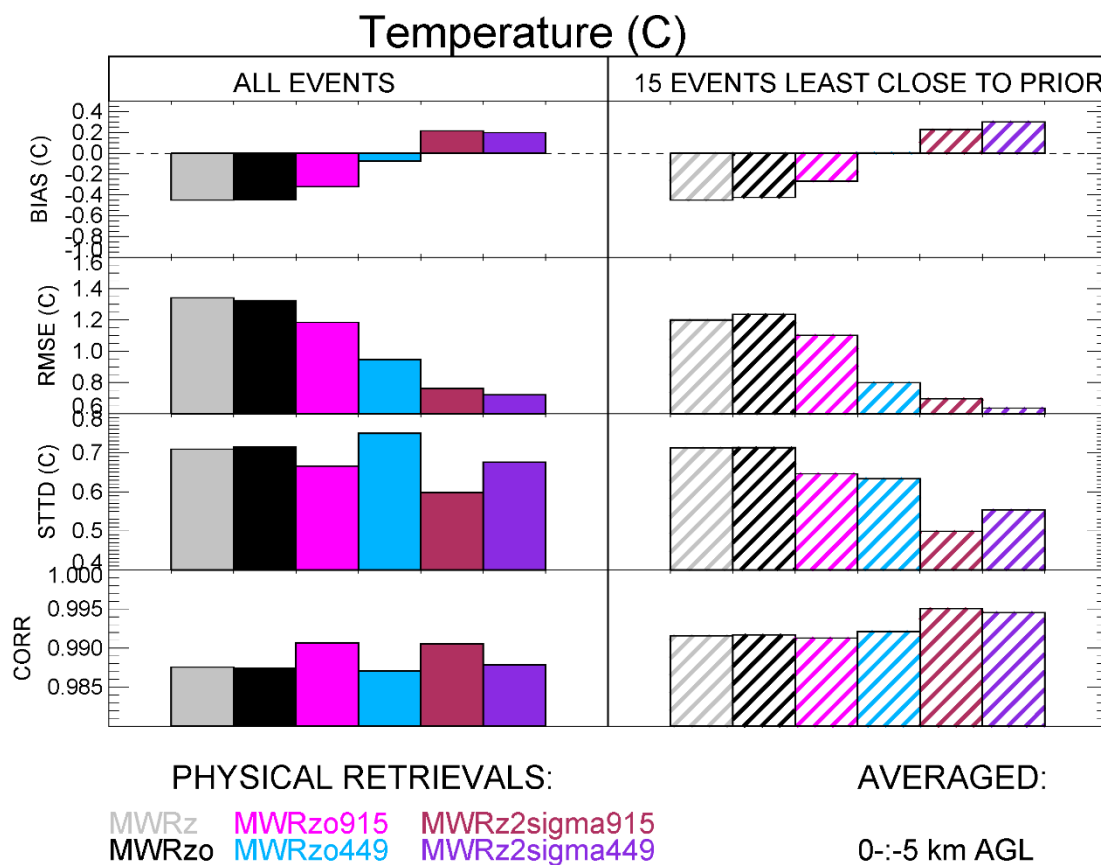 Temperature (C)
ALL EVENTS
15 EVENTS LEAST CLOSE TO PRIOR
BIAS (C)
0.4
0.2
0.0
-0.2
-0.4
-0.6
-0.8
-1.0
RMSE (C)
1.6
1.2
1.0
0.8
0.6
STTD (C)
0.8
0.7
0.6
0.5
0.4
CORR
1.000
0.995
0.990
0.985
PHYSICAL RETRIEVALS:
AVERAGED:
MWRz MWRzo915 MWRz2sigma915
MWRzo MWRzo449 MWRz2sigma449
0-:-5 km AGL